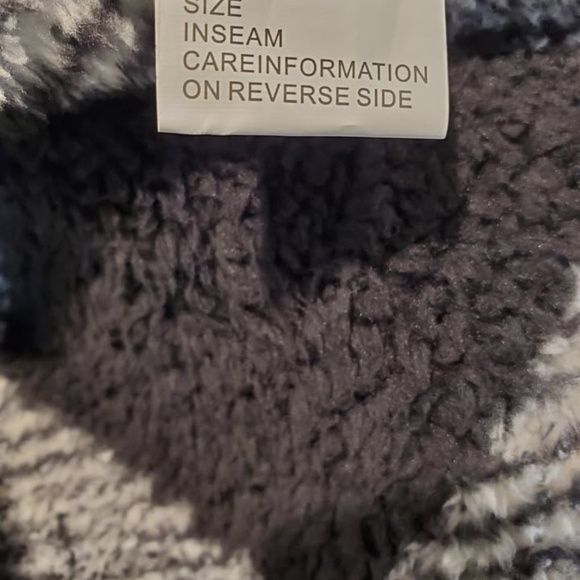 SIZE
INSEAM
CAREINFORMATION
ON REVERSE SIDE